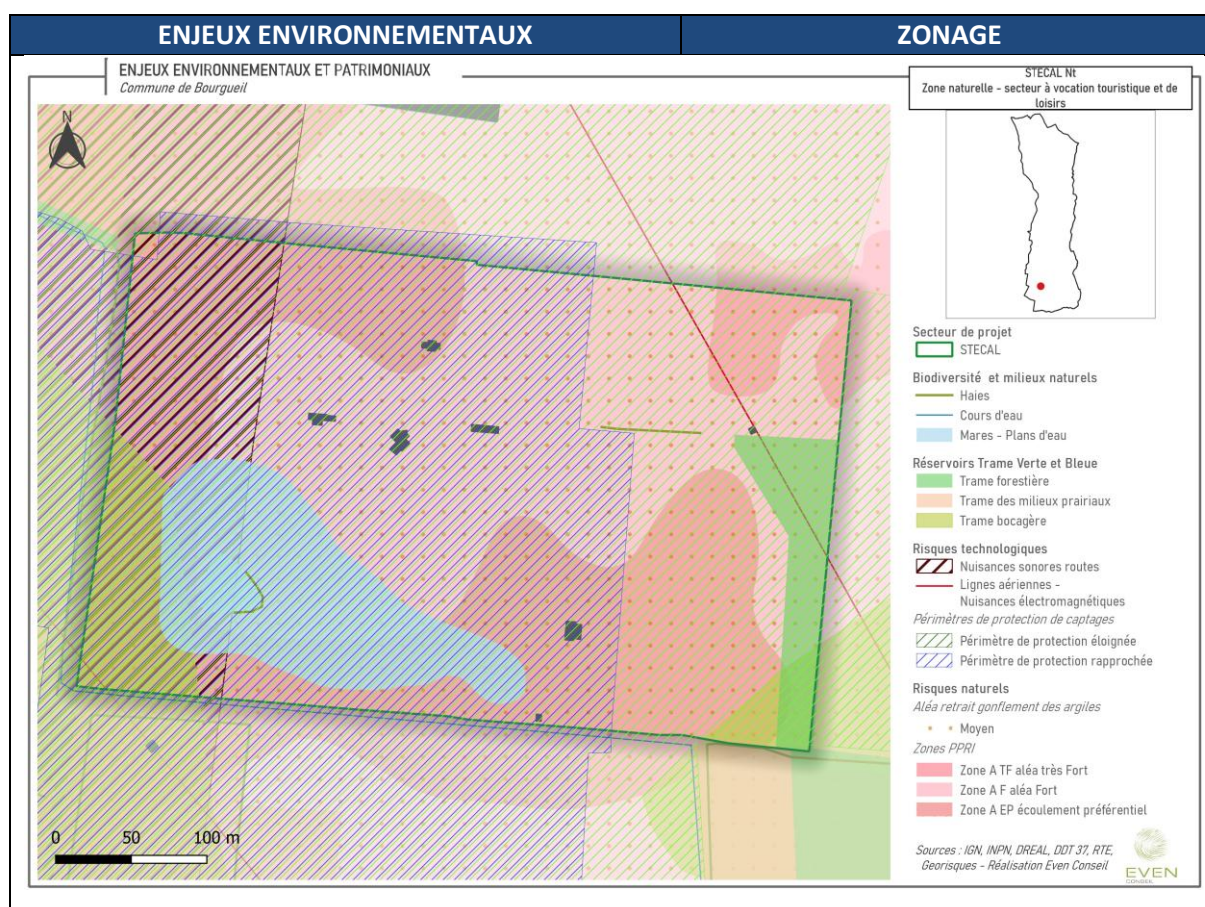 ENJEUX ENVIRONNEMENTAUX
ZONAGE
ENJEUX ENVIRONNEMENTAUX ET PATRIMONIAUX
Commune de Bourgueil
N
0 50 100 m
STECAL Nt
Zone naturelle - secteur à vocation touristique et de
loisirs
Secteur de projet
STECAL
Biodiversité et milieux naturels
Haies
Cours d'eau
Mares - Plans d'eau
Réservoirs Trame Verte et Bleue
Trame forestière
Trame des milieux prairiaux
Trame bocagère
Risques technologiques
Nuisances sonores routes
Lignes aériennes -
Nuisances électromagnétiques
Périmètres de protection de captages
Périmètre de protection éloignée
Périmètre de protection rapprochée
Risques naturels
Aléa retrait gonflement des argiles
Moyen
Zones PPRI
Zone A TF aléa très Fort
Zone A F aléa Fort
Zone A EP écoulement préférentiel
Sources : IGN, INPN, DREAL, DDT 37, RTE,
Georisques - Réalisation Even Conseil
EVEN
CONSEIL